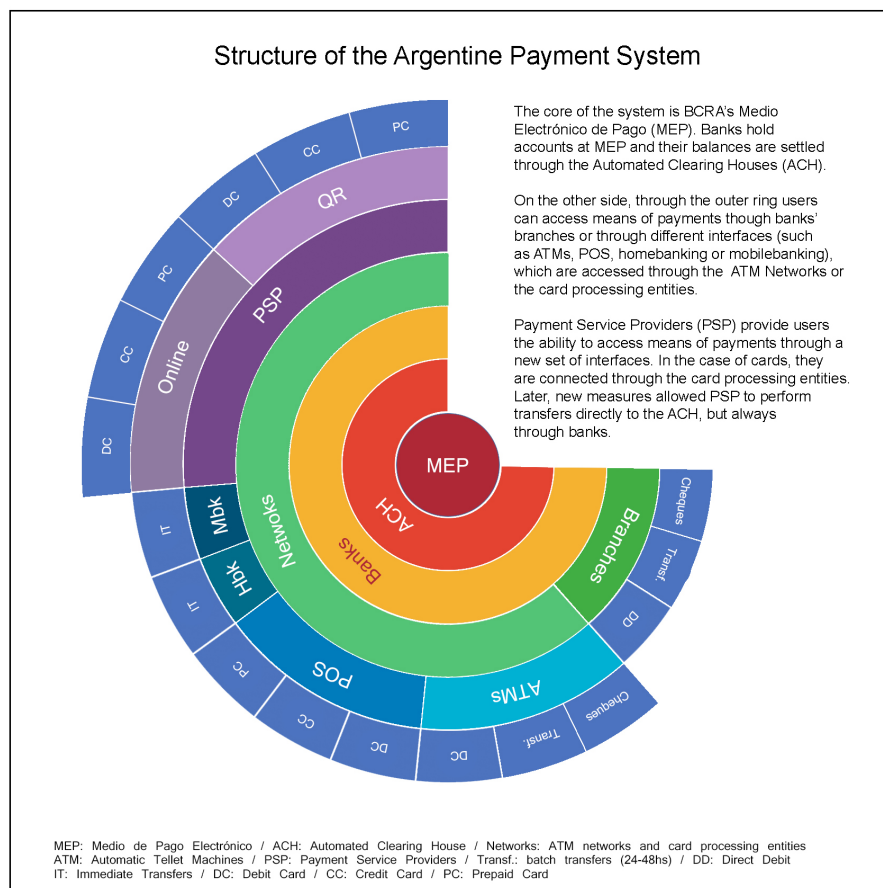 Structure of the Argentine Payment System
The core of the system is BCRA's Medio
Electrónico de Pago (MEP). Banks hold
accounts at MEP and their balances are settled
through the Automated Clearing Houses (ACH).
On the other side, through the outer ring users
can access means of payments though banks'
branches or through different interfaces (such
as ATMs, POS, homebanking or mobilebanking),
which are accessed through the ATM Networks or
the card processing entities.
Payment Service Providers (PSP) provide users
the ability to access means of payments through a
new set of interfaces. In the case of cards, they
are connected through the card processing entities.
Later, new measures allowed PSP to perform
transfers directly to the ACH, but always
through banks.
PC
CC
DC
QR
PC
CC
DC
Online
PSP
MEP
ACH
Banks
Netwoks
Mbk
IT
Hbk
IT
POS
PC
CC
DC
ATMs
DC
Transf.
Cheques
Branches
Cheques
Transf.
DD
MEP: Medio de Pago Electrónico / ACH: Automated Clearing House / Networks: ATM networks and card processing entities
ATM: Automatic Tellet Machines / PSP: Payment Service Providers / Transf.: batch transfers (24-48hs) / DD: Direct Debit
IT: Immediate Transfers / DC: Debit Card / CC: Credit Card / PC: Prepaid Card